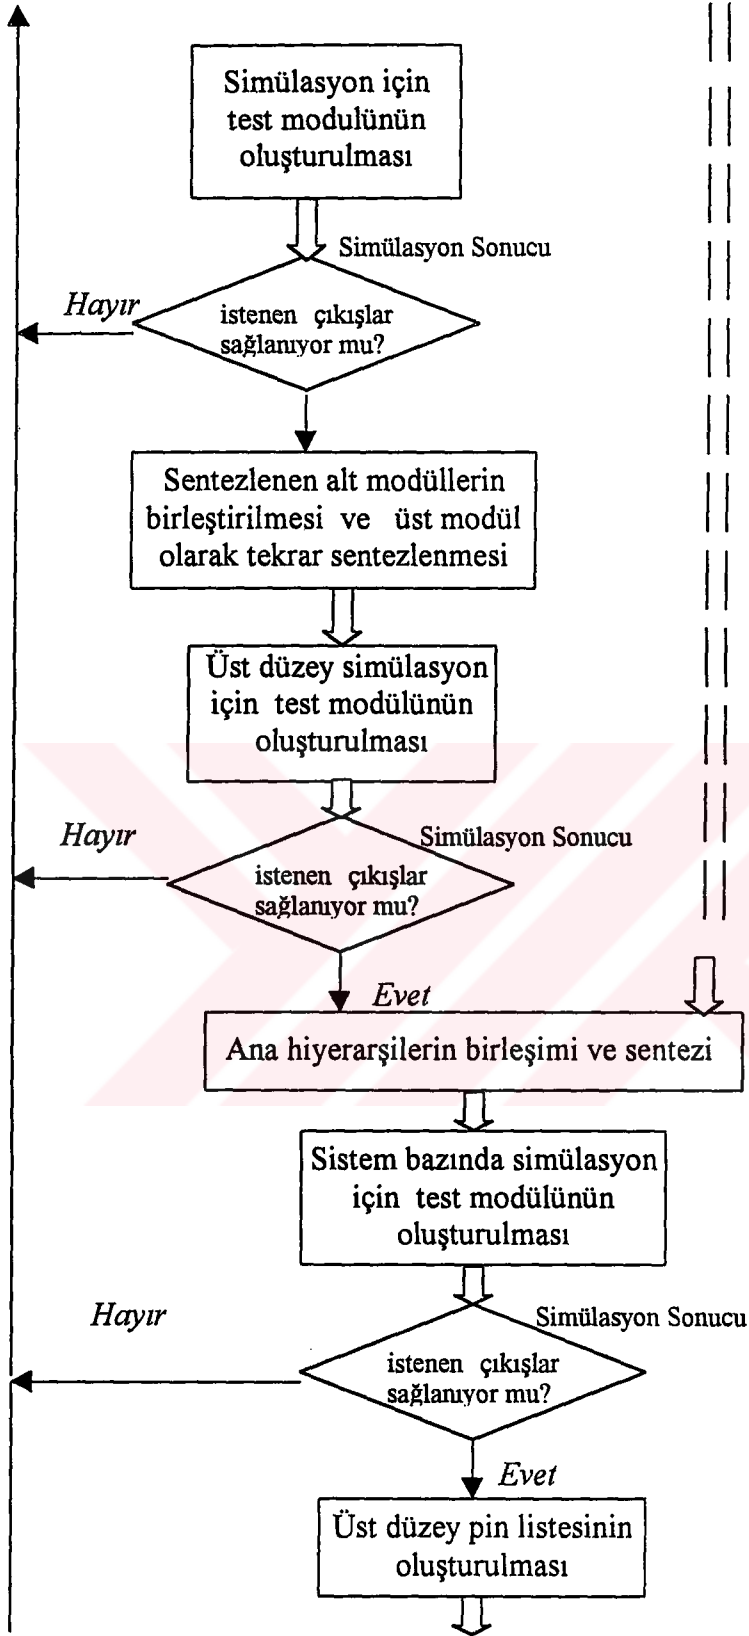 Simülasyon için
test modulünün
oluşturulması
Simülasyon Sonucu
Hayır
istenen çıkışlar
sağlanıyor mu?
Sentezlenen alt modüllerin
birleştirilmesi ve üst modül
olarak tekrar sentezlenmesi
Üst düzey simülasyon
için test modülünün
oluşturulması
Hayır
Simülasyon Sonucu
istenen çıkışlar
sağlanıyor mu?
Evet
Ana hiyerarşilerin birleşimi ve sentezi
Sistem bazında simülasyon
için test modülünün
oluşturulması
Hayır
Simülasyon Sonucu
istenen çıkışlar
sağlanıyor mu?
Evet
Üst düzey pin listesinin
oluşturulması